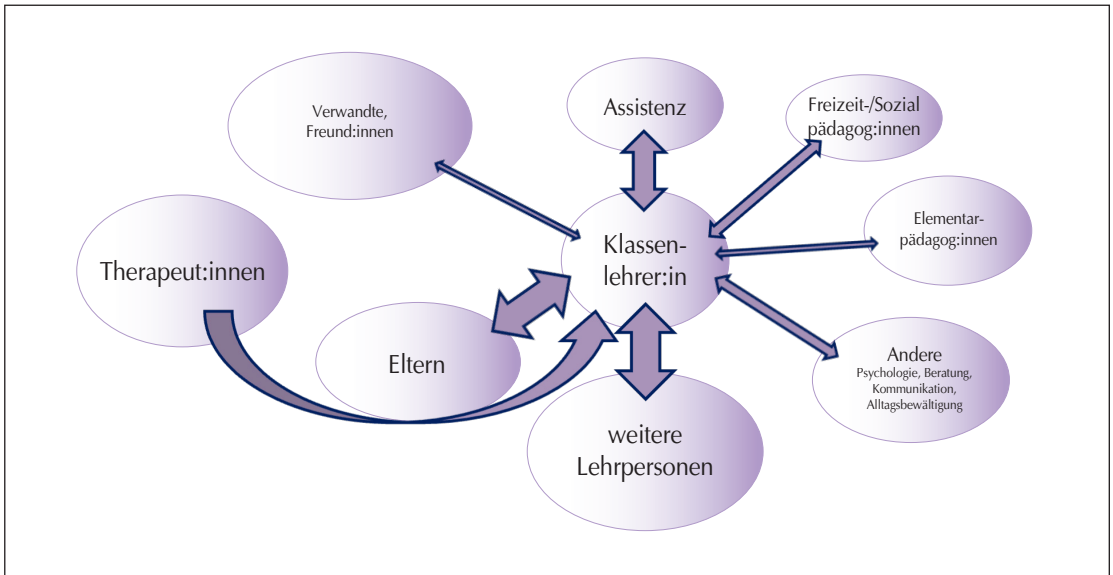 Verwandte,
Freund:innen
Assistenz
Freizeit-/Sozial
pädagog:innen
Therapeut:innen
Klassen-
lehrer:in
Elementar-
pädagog:innen
Eltern
Andere
Psychologie, Beratung,
Kommunikation,
Alltagsbewältigung
weitere
Lehrpersonen